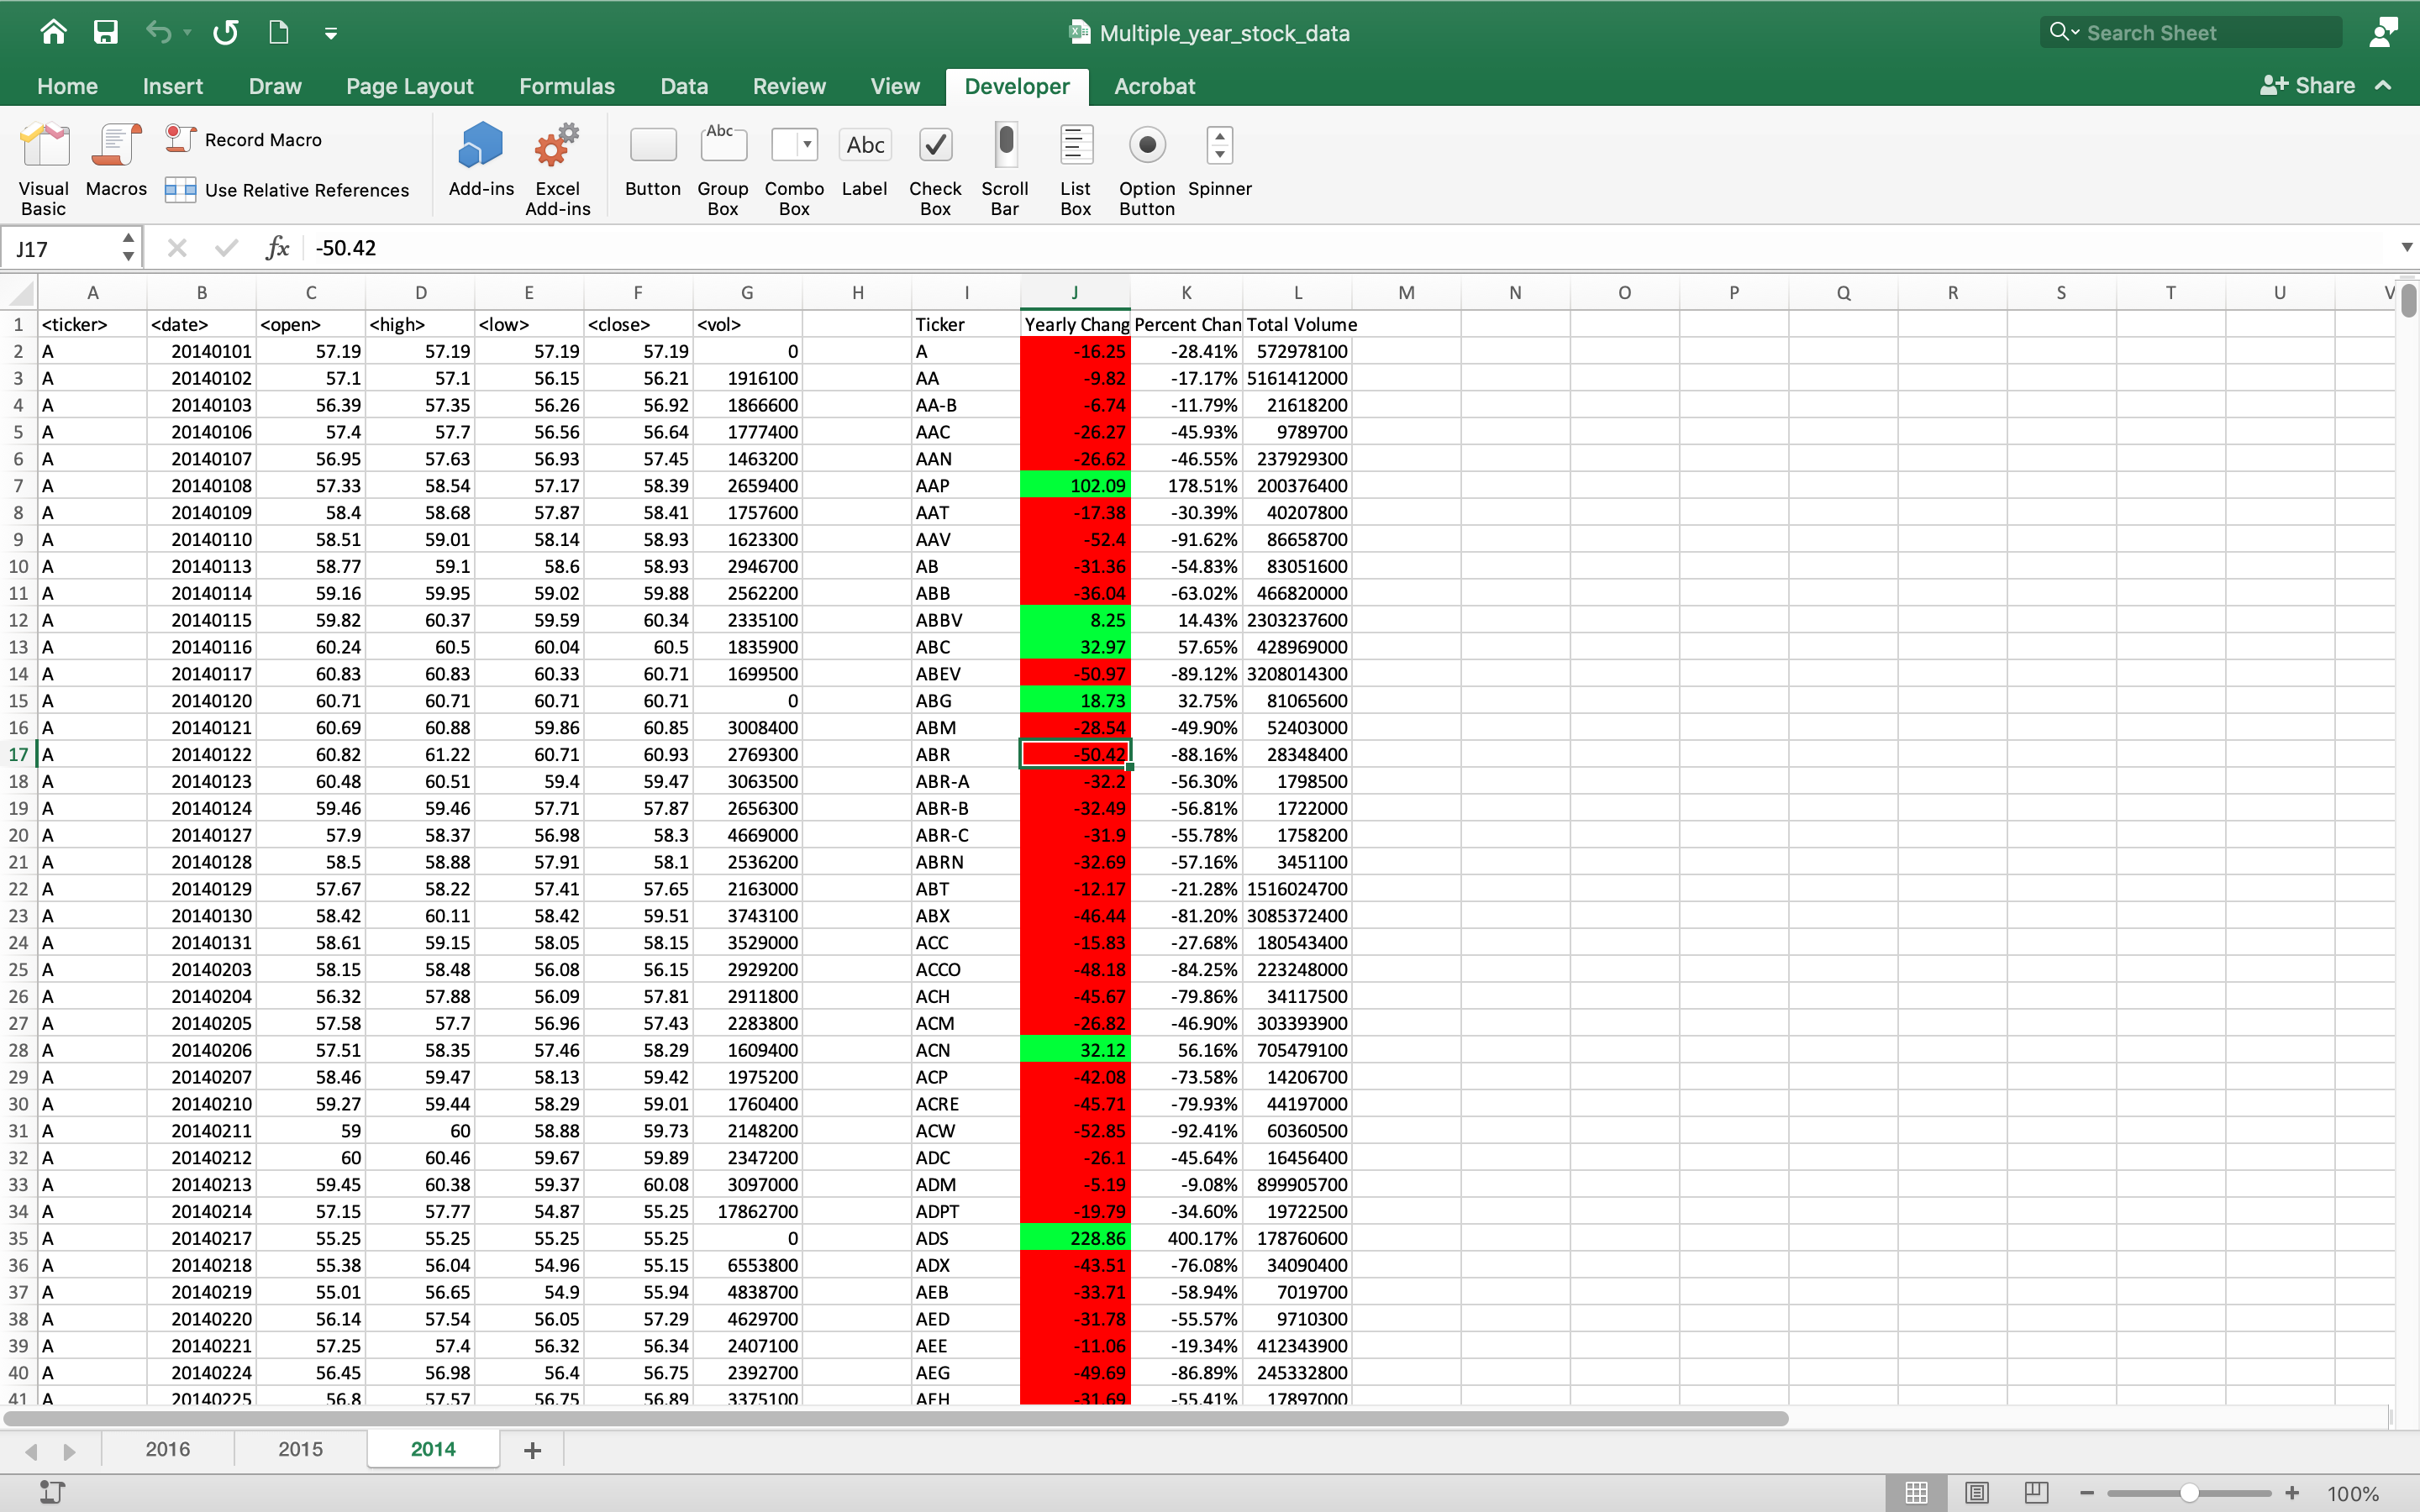 Multiple_year_stock_data
Search Sheet
Home Insert Draw Page Layout Formulas Data Review View Developer Acrobat Share
Visual Basic Macros Record Macro Use Relative References Add-ins Excel Add-ins Button Group Box Combo Box Label Check Box Scroll Bar List Box Option Button Spinner
Abc Abc
J17 fx -50.42
A B C D E F G H I J K L M N O P Q R S T U V
1 <ticker> <date> <open> <high> <low> <close> <vol> Ticker Yearly Chang Percent Chan Total Volume
2 A 20140101 57.19 57.19 57.19 57.19 0 A -16.25 -28.41% 572978100
3 A 20140102 57.1 57.1 56.15 56.21 1916100 AA -9.82 -17.17% 5161412000
4 A 20140103 56.39 57.35 56.26 56.92 1866600 AA-B -6.74 -11.79% 21618200
5 A 20140106 57.4 57.7 56.56 56.64 1777400 AAC -26.27 -45.93% 9789700
6 A 20140107 56.95 57.63 56.93 57.45 1463200 AAN -26.62 -46.55% 237929300
7 A 20140108 57.33 58.54 57.17 58.39 2659400 AAP 102.09 178.51% 200376400
8 A 20140109 58.4 58.68 57.87 58.41 1757600 AAT -17.38 -30.39% 40207800
9 A 20140110 58.51 59.01 58.14 58.93 1623300 AAV -52.4 -91.62% 86658700
10 A 20140113 58.77 59.1 58.6 58.93 2946700 AB -31.36 -54.83% 83051600
11 A 20140114 59.16 59.95 59.02 59.88 2562200 ABB -36.04 -63.02% 466820000
12 A 20140115 59.82 60.37 59.59 60.34 2335100 ABBV 8.25 14.43% 2303237600
13 A 20140116 60.24 60.5 60.04 60.5 1835900 ABC 32.97 57.65% 428969000
14 A 20140117 60.83 60.83 60.33 60.71 1699500 ABEV -50.97 -89.12% 3208014300
15 A 20140120 60.71 60.71 60.71 60.71 0 ABG 18.73 32.75% 81065600
16 A 20140121 60.69 60.88 59.86 60.85 3008400 ABM -28.54 -49.90% 52403000
17 A 20140122 60.82 61.22 60.71 60.93 2769300 ABR -50.42 -88.16% 28348400
18 A 20140123 60.48 60.51 59.4 59.47 3063500 ABR-A -32.2 -56.30% 1798500
19 A 20140124 59.46 59.46 57.71 57.87 2656300 ABR-B -32.49 -56.81% 1722000
20 A 20140127 57.9 58.37 56.98 58.3 4669000 ABR-C -31.9 -55.78% 1758200
21 A 20140128 58.5 58.88 57.91 58.1 2536200 ABRN -32.69 -57.16% 3451100
22 A 20140129 57.67 58.22 57.41 57.65 2163000 ABT -12.17 -21.28% 1516024700
23 A 20140130 58.42 60.11 58.42 59.51 3743100 ABX -46.44 -81.20% 3085372400
24 A 20140131 58.61 59.15 58.05 58.15 3529000 ACC -15.83 -27.68% 180543400
25 A 20140203 58.15 58.48 56.08 56.15 2929200 ACCO -48.18 -84.25% 223248000
26 A 20140204 56.32 57.88 56.09 57.81 2911800 ACH -45.67 -79.86% 34117500
27 A 20140205 57.58 57.7 56.96 57.43 2283800 ACM -26.82 -46.90% 303393900
28 A 20140206 57.51 58.35 57.46 58.29 1609400 ACN 32.12 56.16% 705479100
29 A 20140207 58.46 59.47 58.13 59.42 1975200 ACP -42.08 -73.58% 14206700
30 A 20140210 59.27 59.44 58.29 59.01 1760400 ACRE -45.71 -79.93% 44197000
31 A 20140211 59 60 58.88 59.73 2148200 ACW -52.85 -92.41% 60360500
32 A 20140212 60 60.46 59.67 59.89 2347200 ADC -26.1 -45.64% 16456400
33 A 20140213 59.45 60.38 59.37 60.08 3097000 ADM -5.19 -9.08% 899905700
34 A 20140214 57.15 57.77 54.87 55.25 17862700 ADPT -19.79 -34.60% 19722500
35 A 20140217 55.25 55.25 55.25 55.25 0 ADS 228.86 400.17% 178760600
36 A 20140218 55.38 56.04 54.96 55.15 6553800 ADX -43.51 -76.08% 34090400
37 A 20140219 55.01 56.65 54.9 55.94 4838700 AEB -33.71 -58.94% 7019700
38 A 20140220 56.14 57.54 56.05 57.29 4629700 AED -31.78 -55.57% 9710300
39 A 20140221 57.25 57.4 56.32 56.34 2407100 AEE -11.06 -19.34% 412343900
40 A 20140224 56.45 56.98 56.4 56.75 2392700 AEG -49.69 -86.89% 245332800
41 A 20140225 56.8 57.57 56.75 56.89 3375100 AEH -31.69 -55.41% 17897000
2016 2015 2014 +
100%